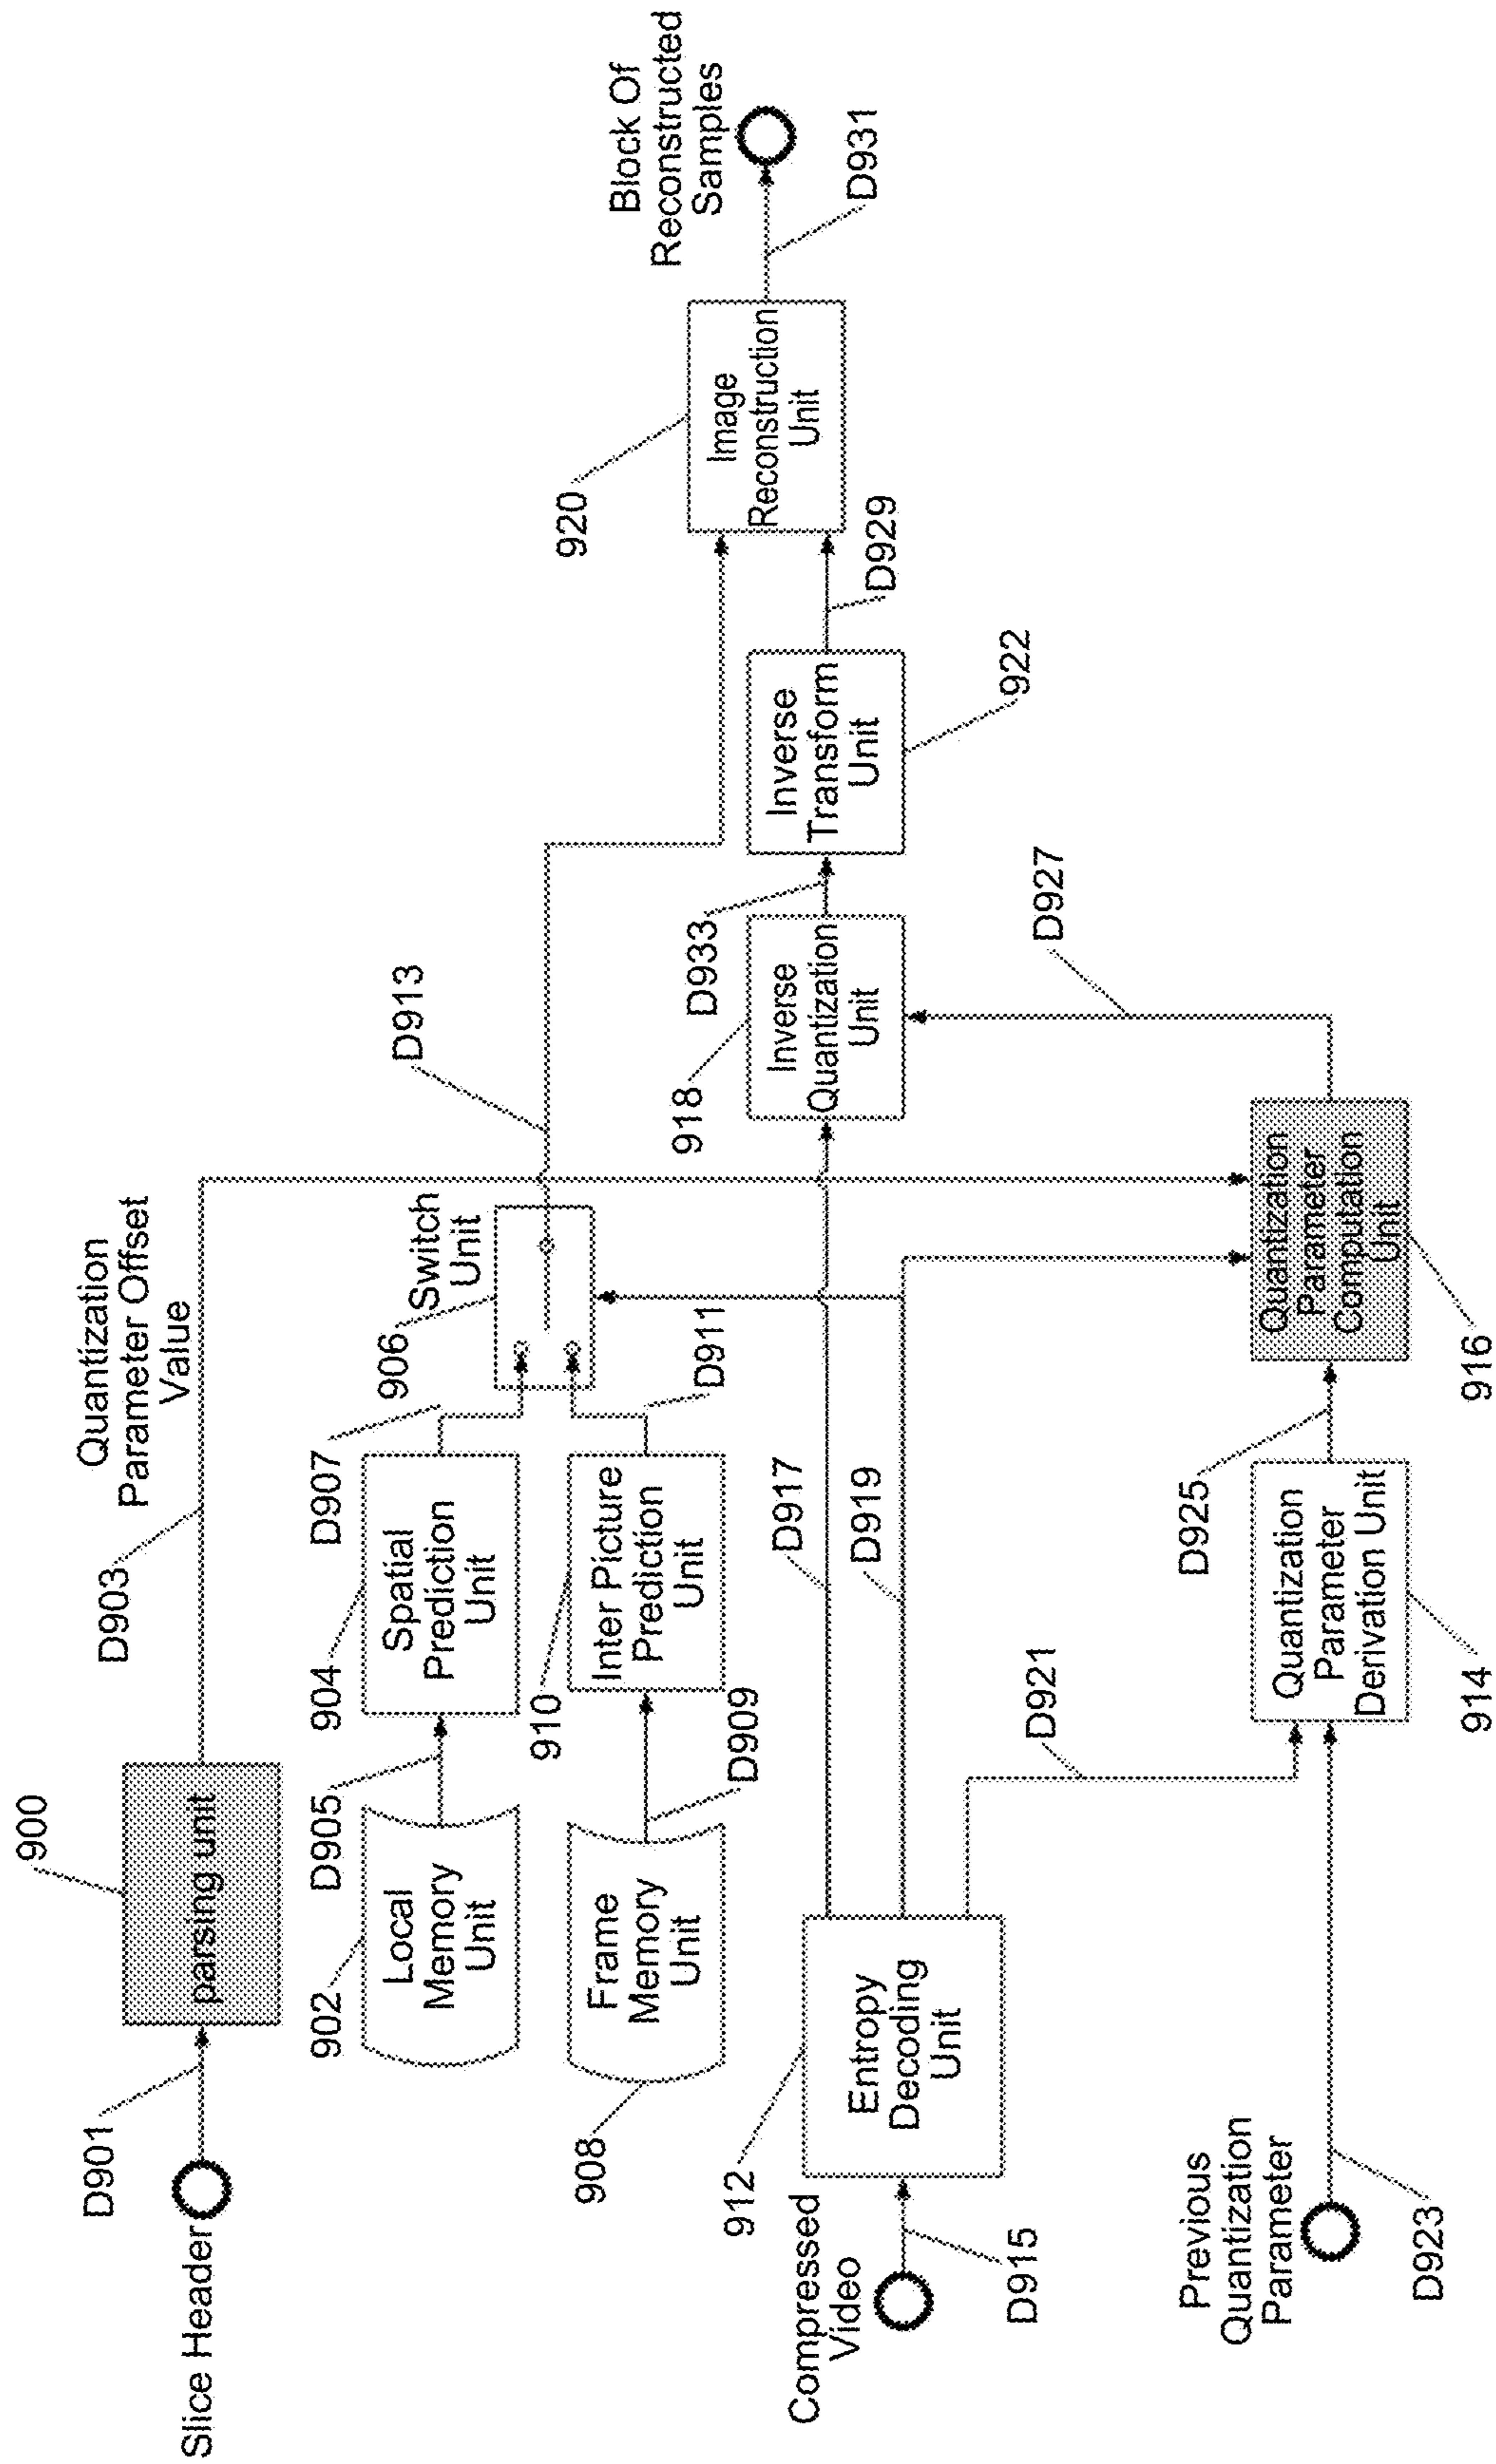 Slice Header
D901
900
parsing unit
D903
Quantization
Parameter Offset
Value
902
Local
Memory
Unit
D905
904
Spatial
Prediction
Unit
D907
906
Switch
Unit
D913
908
Frame
Memory
Unit
D909
910
Inter Picture
Prediction
Unit
D911
Compressed
Video
D915
912
Entropy
Decoding
Unit
D917
D919
D921
918
Inverse
Quantization
Unit
D933
Inverse
Transform
Unit
922
D929
920
Image
Reconstruction
Unit
D931
Block Of
Reconstructed
Samples
Previous
Quantization
Parameter
D923
914
Quantization
Parameter
Derivation Unit
D925
916
Quantization
Parameter
Computation
Unit
D927